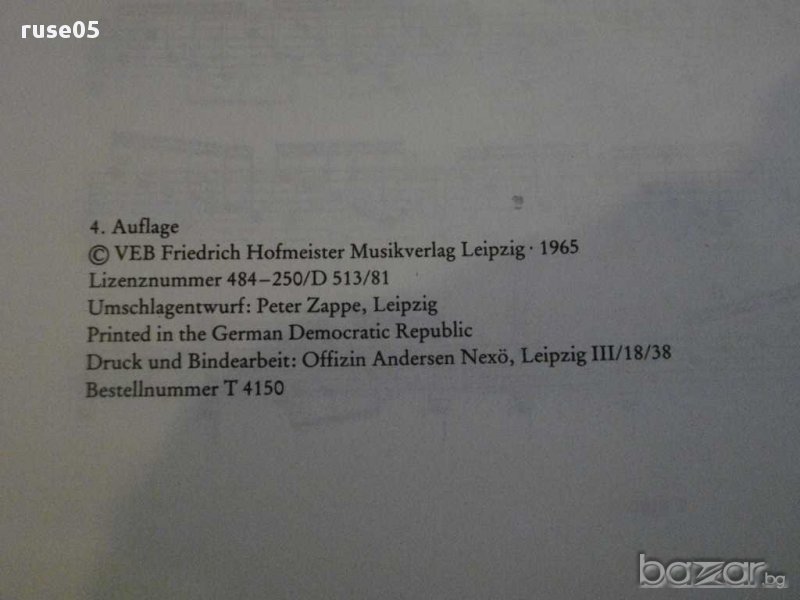 ruse05
4. Auflage
© VEB Friedrich Hofmeister Musikverlag Leipzig · 1965
Lizenznummer 484–250/D 513/81
Umschlagentwurf: Peter Zappe, Leipzig
Printed in the German Democratic Republic
Druck und Bindearbeit: Offizin Andersen Nexö, Leipzig III/18/38
Bestellnummer T 4150
bazar.bg